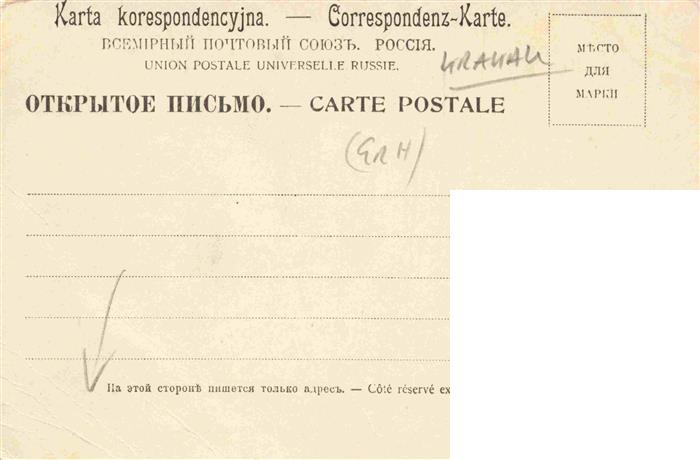 Karta korespondencyjna. — Correspondenz-Karte.
ВСЕМІРНЫЙ ПОЧТОВЫЙ СОЮЗЪ. РОССІЯ.
UNION POSTALE UNIVERSELLE RUSSIE.
МѢСТО
ДЛЯ
МАРКИ
ОТКРЫТОЕ ПИСЬМО. — CARTE POSTALE
(GRH)
На этой сторонѣ пишется только адресъ. — Côté réservé ex